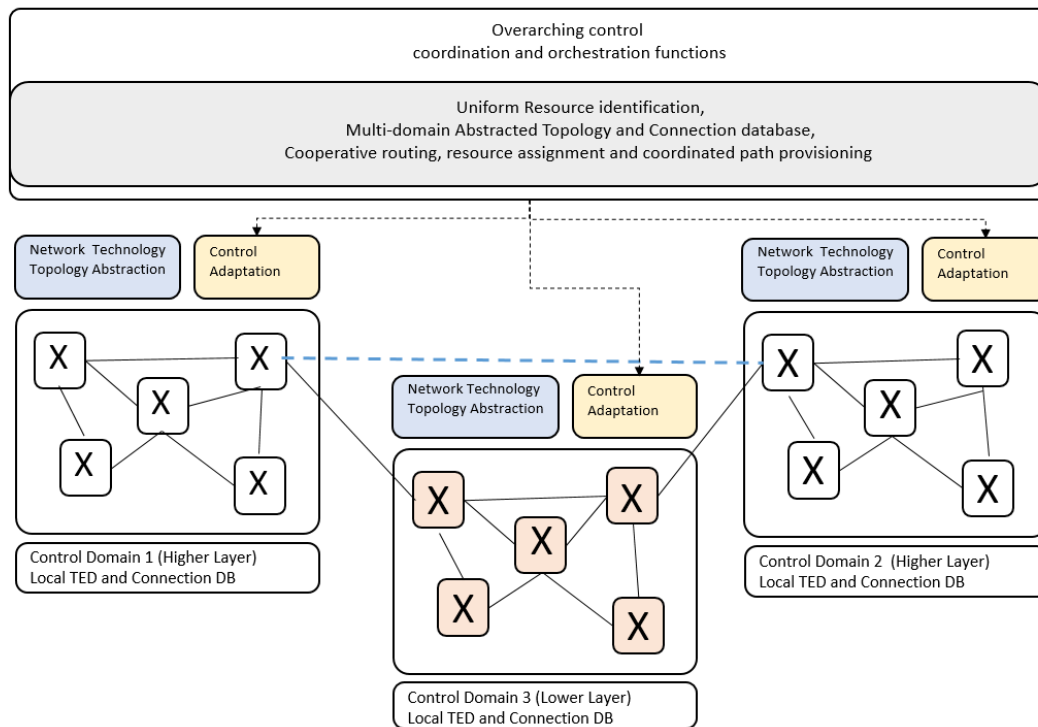 Overarching control
coordination and orchestration functions
Uniform Resource identification,
Multi-domain Abstracted Topology and Connection database,
Cooperative routing, resource assignment and coordinated path provisioning
Network Technology
Topology Abstraction
Control
Adaptation
Network Technology
Topology Abstraction
Control
Adaptation
X
X
X
X
X
Network Technology
Topology Abstraction
Control
Adaptation
X
X
X
X
X
X
X
X
X
X
Control Domain 1 (Higher Layer)
Local TED and Connection DB
Control Domain 2 (Higher Layer)
Local TED and Connection DB
Control Domain 3 (Lower Layer)
Local TED and Connection DB